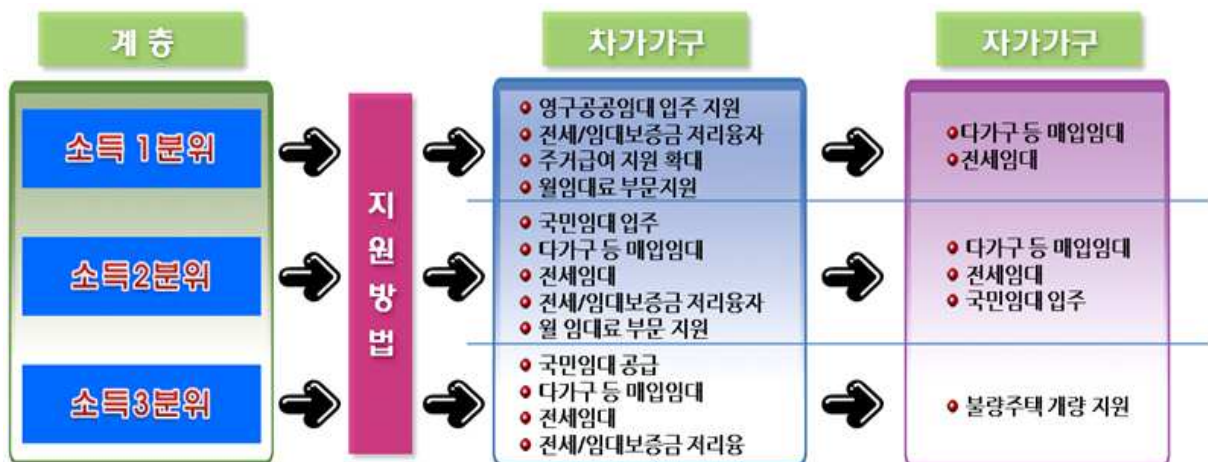 계 층
차가가구
자가가구
소득 1분위
지원방법
영구공공임대 입주 지원
전세/임대보증금 저리융자
주거급여 지원 확대
월임대료 부문지원
다가구 등 매입임대
전세임대
소득2분위
국민임대 입주
다가구 등 매입임대
전세임대
전세/임대보증금 저리융자
월 임대료 부문 지원
다가구 등 매입임대
전세임대
국민임대 입주
소득3분위
국민임대 공급
다가구 등 매입임대
전세임대
전세/임대보증금 저리융
불량주택 개량 지원